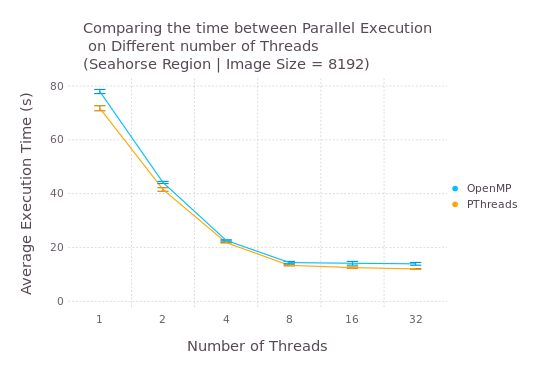 Comparing the time between Parallel Execution
on Different number of Threads
(Seahorse Region | Image Size = 8192)
Average Execution Time (s)
80
60
40
20
0
1 2 4 8 16 32
Number of Threads
OpenMP
PThreads